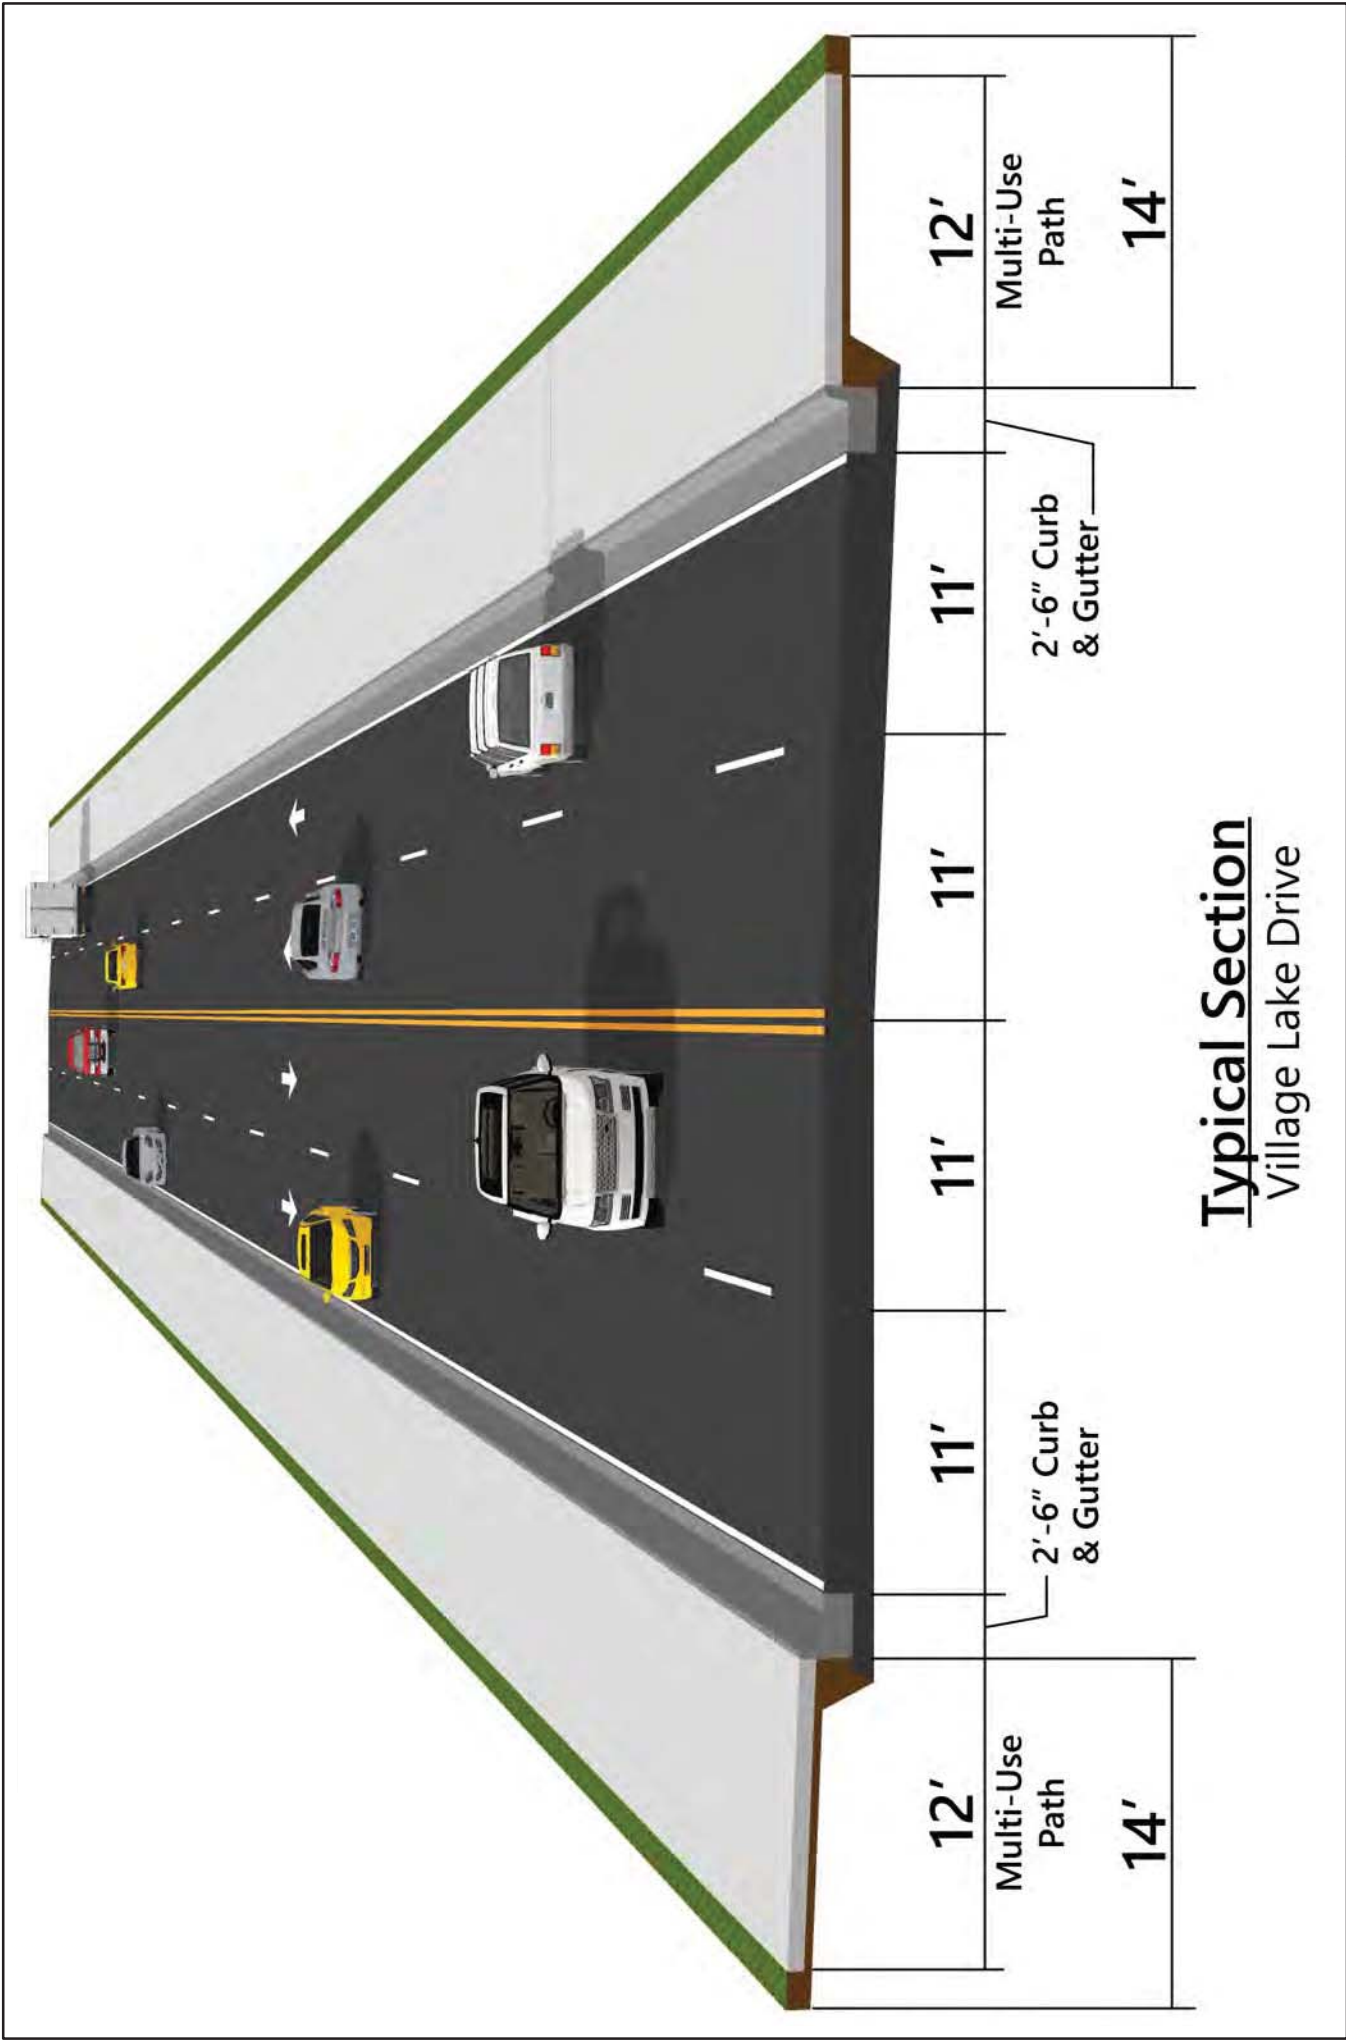 12’
11’
11’
11’
11’
12’
Multi-Use
Path
2’-6” Curb
& Gutter
2’-6” Curb
& Gutter
Multi-Use
Path
14’
14’
Typical Section
Village Lake Drive